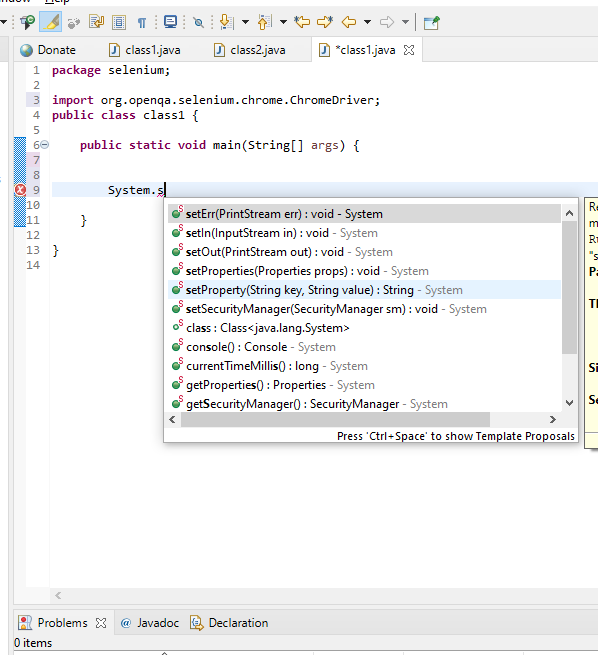 Donate class1.java class2.java *class1.java
1 package selenium;
2
3 import org.openqa.selenium.chrome.ChromeDriver;
4 public class class1 {
5
6 public static void main(String[] args) {
7
8
9 System.s
10
11 }
12
13 }
14
setErr(PrintStream err) : void - System
setIn(InputStream in) : void - System
setOut(PrintStream out) : void - System
setProperties(Properties props) : void - System
setProperty(String key, String value) : String - System
setSecurityManager(SecurityManager sm) : void - System
class : Class<java.lang.System>
console() : Console - System
currentTimeMillis() : long - System
getProperties() : Properties - System
getSecurityManager() : SecurityManager - System
Press 'Ctrl+Space' to show Template Proposals
Problems @ Javadoc Declaration
0 items